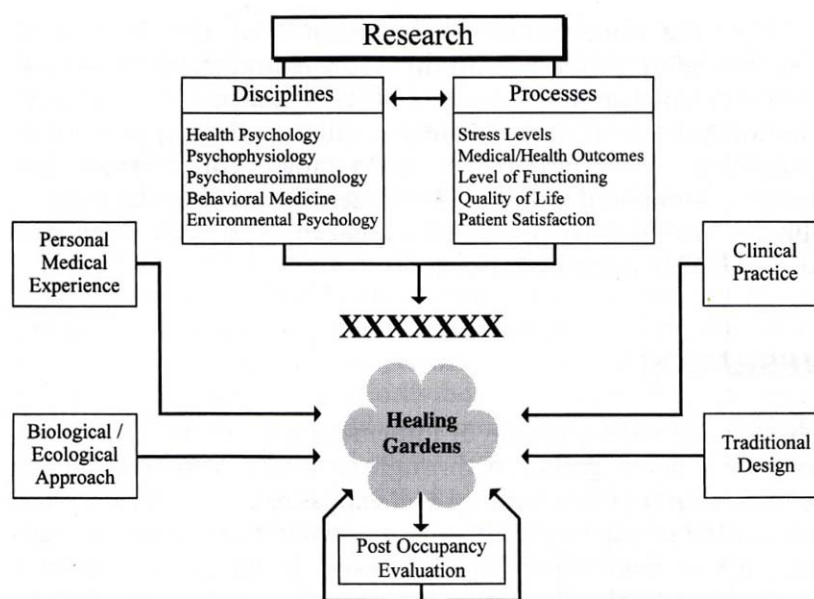 Research
Disciplines
Health Psychology
Psychophysiology
Psychoneuroimmunology
Behavioral Medicine
Environmental Psychology
Processes
Stress Levels
Medical/Health Outcomes
Level of Functioning
Quality of Life
Patient Satisfaction
Personal
Medical
Experience
Clinical
Practice
XXXXXXX
Healing
Gardens
Biological /
Ecological
Approach
Traditional
Design
Post Occupancy
Evaluation